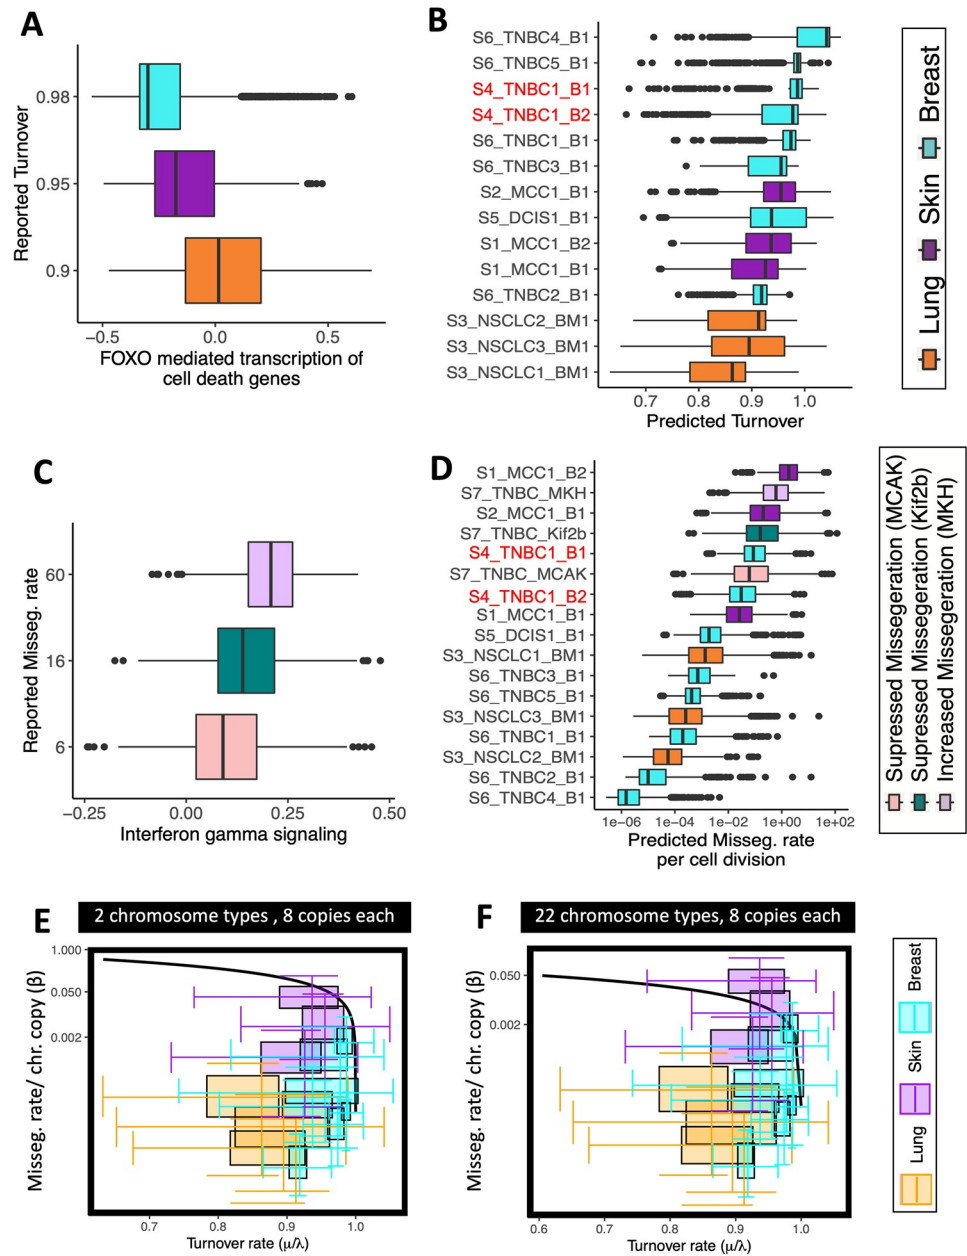 A
Reported Turnover
0.98
0.95
0.9
−0.5
0.0
0.5
FOXO mediated transcription of
cell death genes
B
S6_TNBC4_B1
S6_TNBC5_B1
S4_TNBC1_B1
S4_TNBC1_B2
S6_TNBC1_B1
S6_TNBC3_B1
S2_MCC1_B1
S5_DCIS1_B1
S1_MCC1_B2
S1_MCC1_B1
S6_TNBC2_B1
S3_NSCLC2_BM1
S3_NSCLC3_BM1
S3_NSCLC1_BM1
0.7
0.8
0.9
1.0
Predicted Turnover
Lung
Skin
Breast
C
Reported Misseg. rate
60
16
6
−0.25
0.00
0.25
0.50
Interferon gamma signaling
D
S1_MCC1_B2
S7_TNBC_MKH
S2_MCC1_B1
S7_TNBC_Kif2b
S4_TNBC1_B1
S7_TNBC_MCAK
S4_TNBC1_B2
S1_MCC1_B1
S5_DCIS1_B1
S3_NSCLC1_BM1
S6_TNBC3_B1
S6_TNBC5_B1
S3_NSCLC3_BM1
S6_TNBC1_B1
S3_NSCLC2_BM1
S6_TNBC2_B1
S6_TNBC4_B1
1e−06
1e−04
1e−02
1e+00
1e+02
Predicted Misseg. rate
per cell division
Supressed Missegeration (MCAK)
Supressed Missegeration (Kif2b)
Increased Missegeration (MKH)
E
2 chromosome types , 8 copies each
Misseg. rate/ chr. copy (β)
1.000
0.050
0.002
0.7
0.8
0.9
1.0
Turnover rate (μ/λ)
F
22 chromosome types, 8 copies each
Misseg. rate/ chr. copy (β)
0.050
0.002
0.6
0.7
0.8
0.9
1.0
Turnover rate (μ/λ)
Lung
Skin
Breast